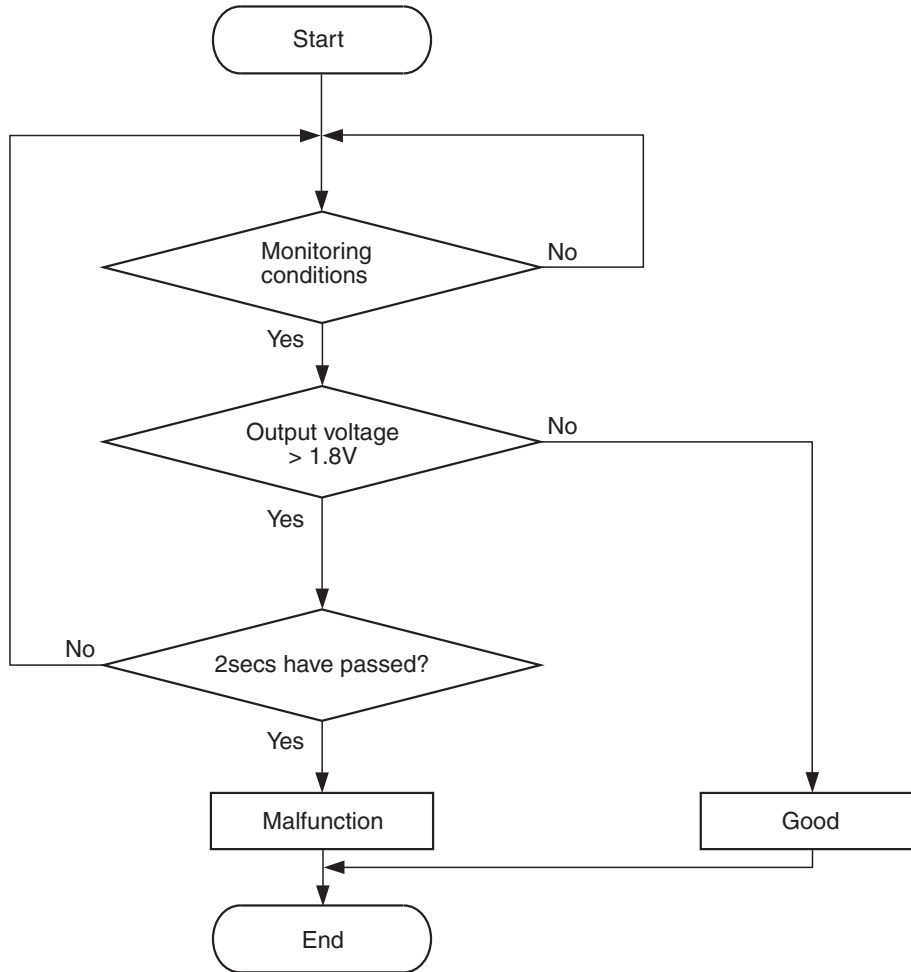 Start
Monitoring
conditions
No
Yes
Output voltage
> 1.8V
No
Yes
2secs have passed?
No
Yes
Malfunction
Good
End